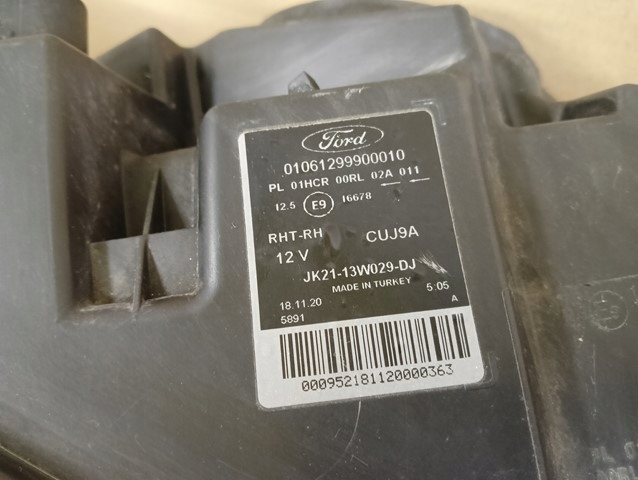 Ford
01061299900010
PL 01HCR 00RL 02A 011
12.5 E9 16678
RHT-RH CUJ9A
12 V
JK21-13W029-DJ
MADE IN TURKEY
18.11.20 5:05
5891 A
000952181120000363